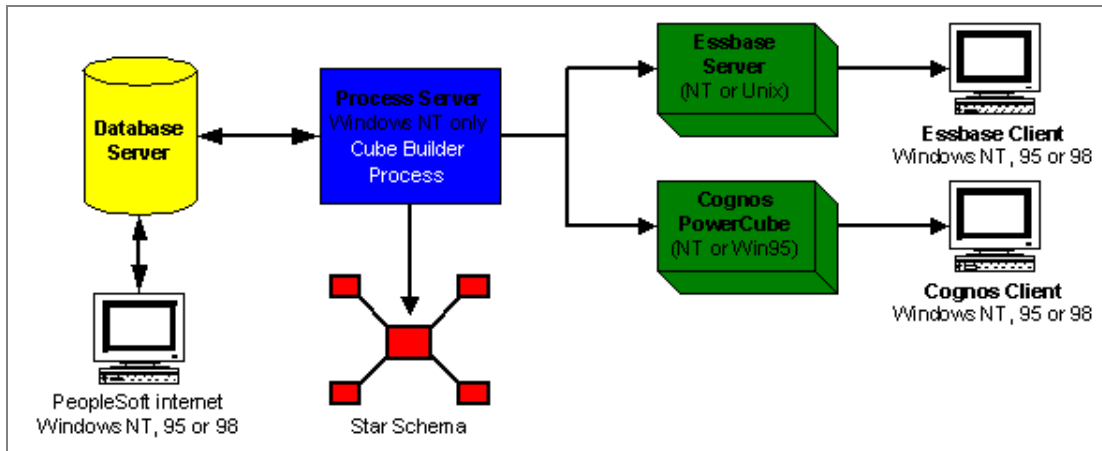 Database
Server
PeopleSoft internet
Windows NT, 95 or 98
Process Server
Windows NT only
Cube Builder
Process
Star Schema
Essbase
Server
(NT or Unix)
Essbase Client
Windows NT, 95 or 98
Cognos
PowerCube
(NT or Win95)
Cognos Client
Windows NT, 95 or 98